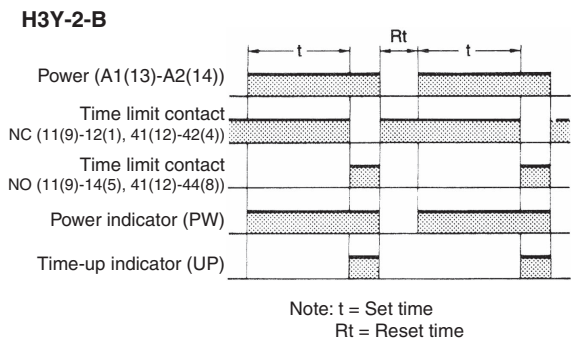 H3Y-2-B
Rt
t
t
Power (A1(13)-A2(14))
Time limit contact
NC (11(9)-12(1), 41(12)-42(4))
Time limit contact
NO (11(9)-14(5), 41(12)-44(8))
Power indicator (PW)
Time-up indicator (UP)
Note: t = Set time
Rt = Reset time